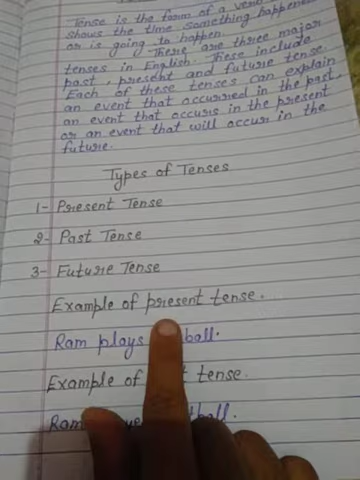 Tense is the form of a
shows the time something happened
or is going to happen.
There are three major
tenses in English. These include
past, present and future tense.
Each of these tenses can explain
an event that occurred in the past,
an event that occurs in the present
or an event that will occur in the
future.
Types of Tenses
1- Present Tense
2- Past Tense
3- Future Tense
Example of present tense.
Ram plays ball.
Example of tense.
Ram